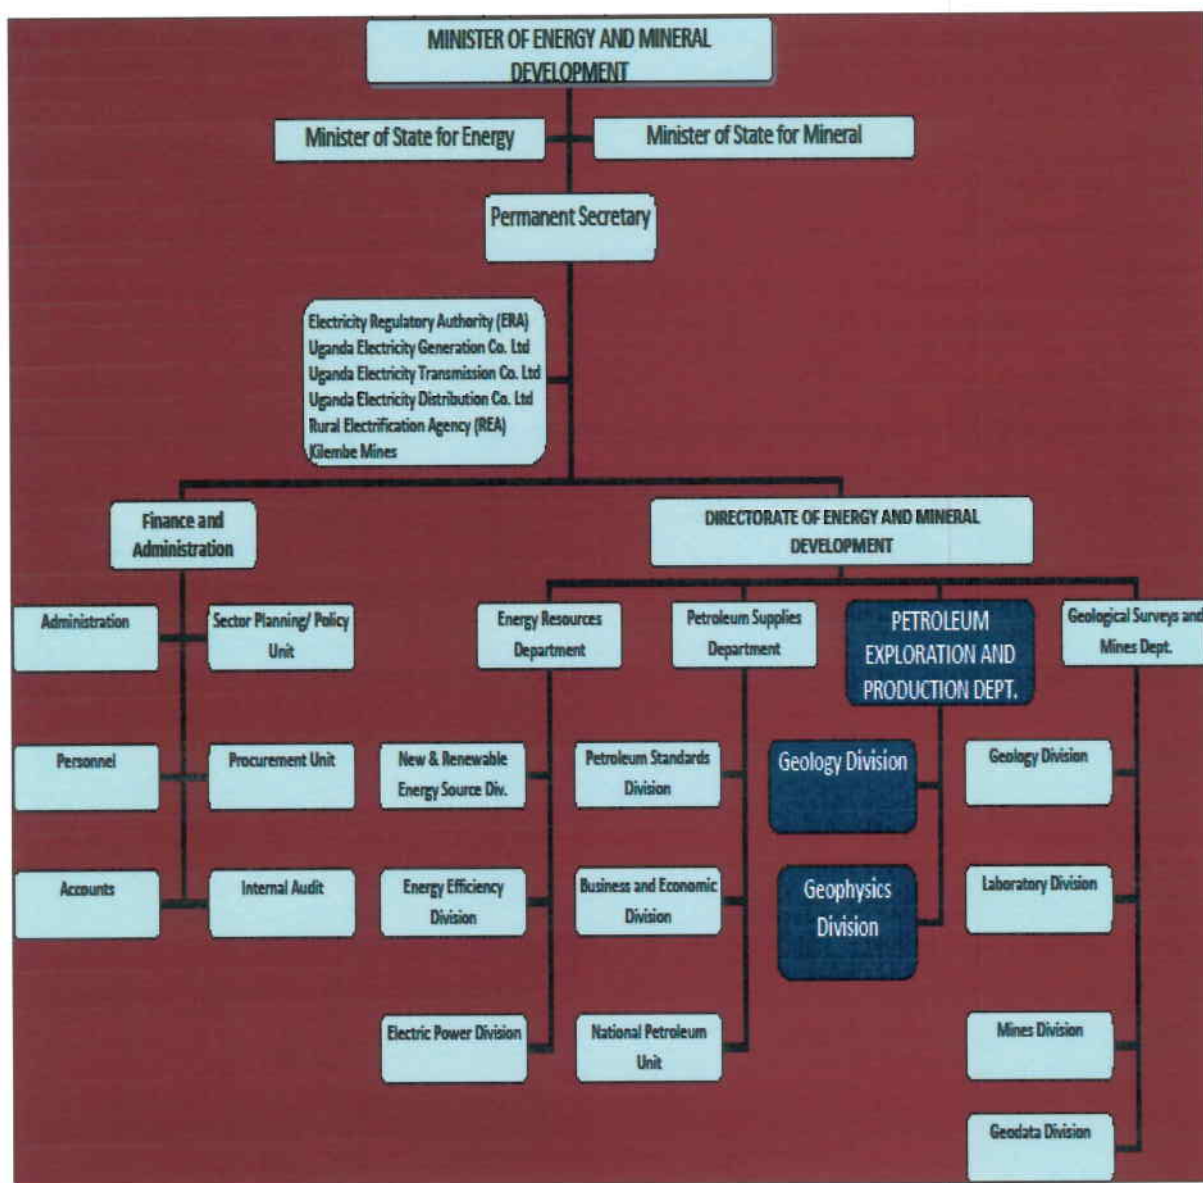 MINISTER OF ENERGY AND MINERAL
DEVELOPMENT
Minister of State for Energy
Minister of State for Mineral
Permanent Secretary
Electricity Regulatory Authority (ERA)
Uganda Electricity Generation Co. Ltd
Uganda Electricity Transmission Co. Ltd
Uganda Electricity Distribution Co. Ltd
Rural Electrification Agency (REA)
Kilembe Mines
Finance and
Administration
DIRECTORATE OF ENERGY AND MINERAL
DEVELOPMENT
Administration
Sector Planning/ Policy
Unit
Energy Resources
Department
Petroleum Supplies
Department
PETROLEUM
EXPLORATION AND
PRODUCTION DEPT.
Geological Surveys and
Mines Dept.
Personnel
Procurement Unit
New & Renewable
Energy Source Div.
Petroleum Standards
Division
Geology Division
Geology Division
Accounts
Internal Audit
Energy Efficiency
Division
Business and Economic
Division
Geophysics
Division
Laboratory Division
Electric Power Division
National Petroleum
Unit
Mines Division
Geodata Division